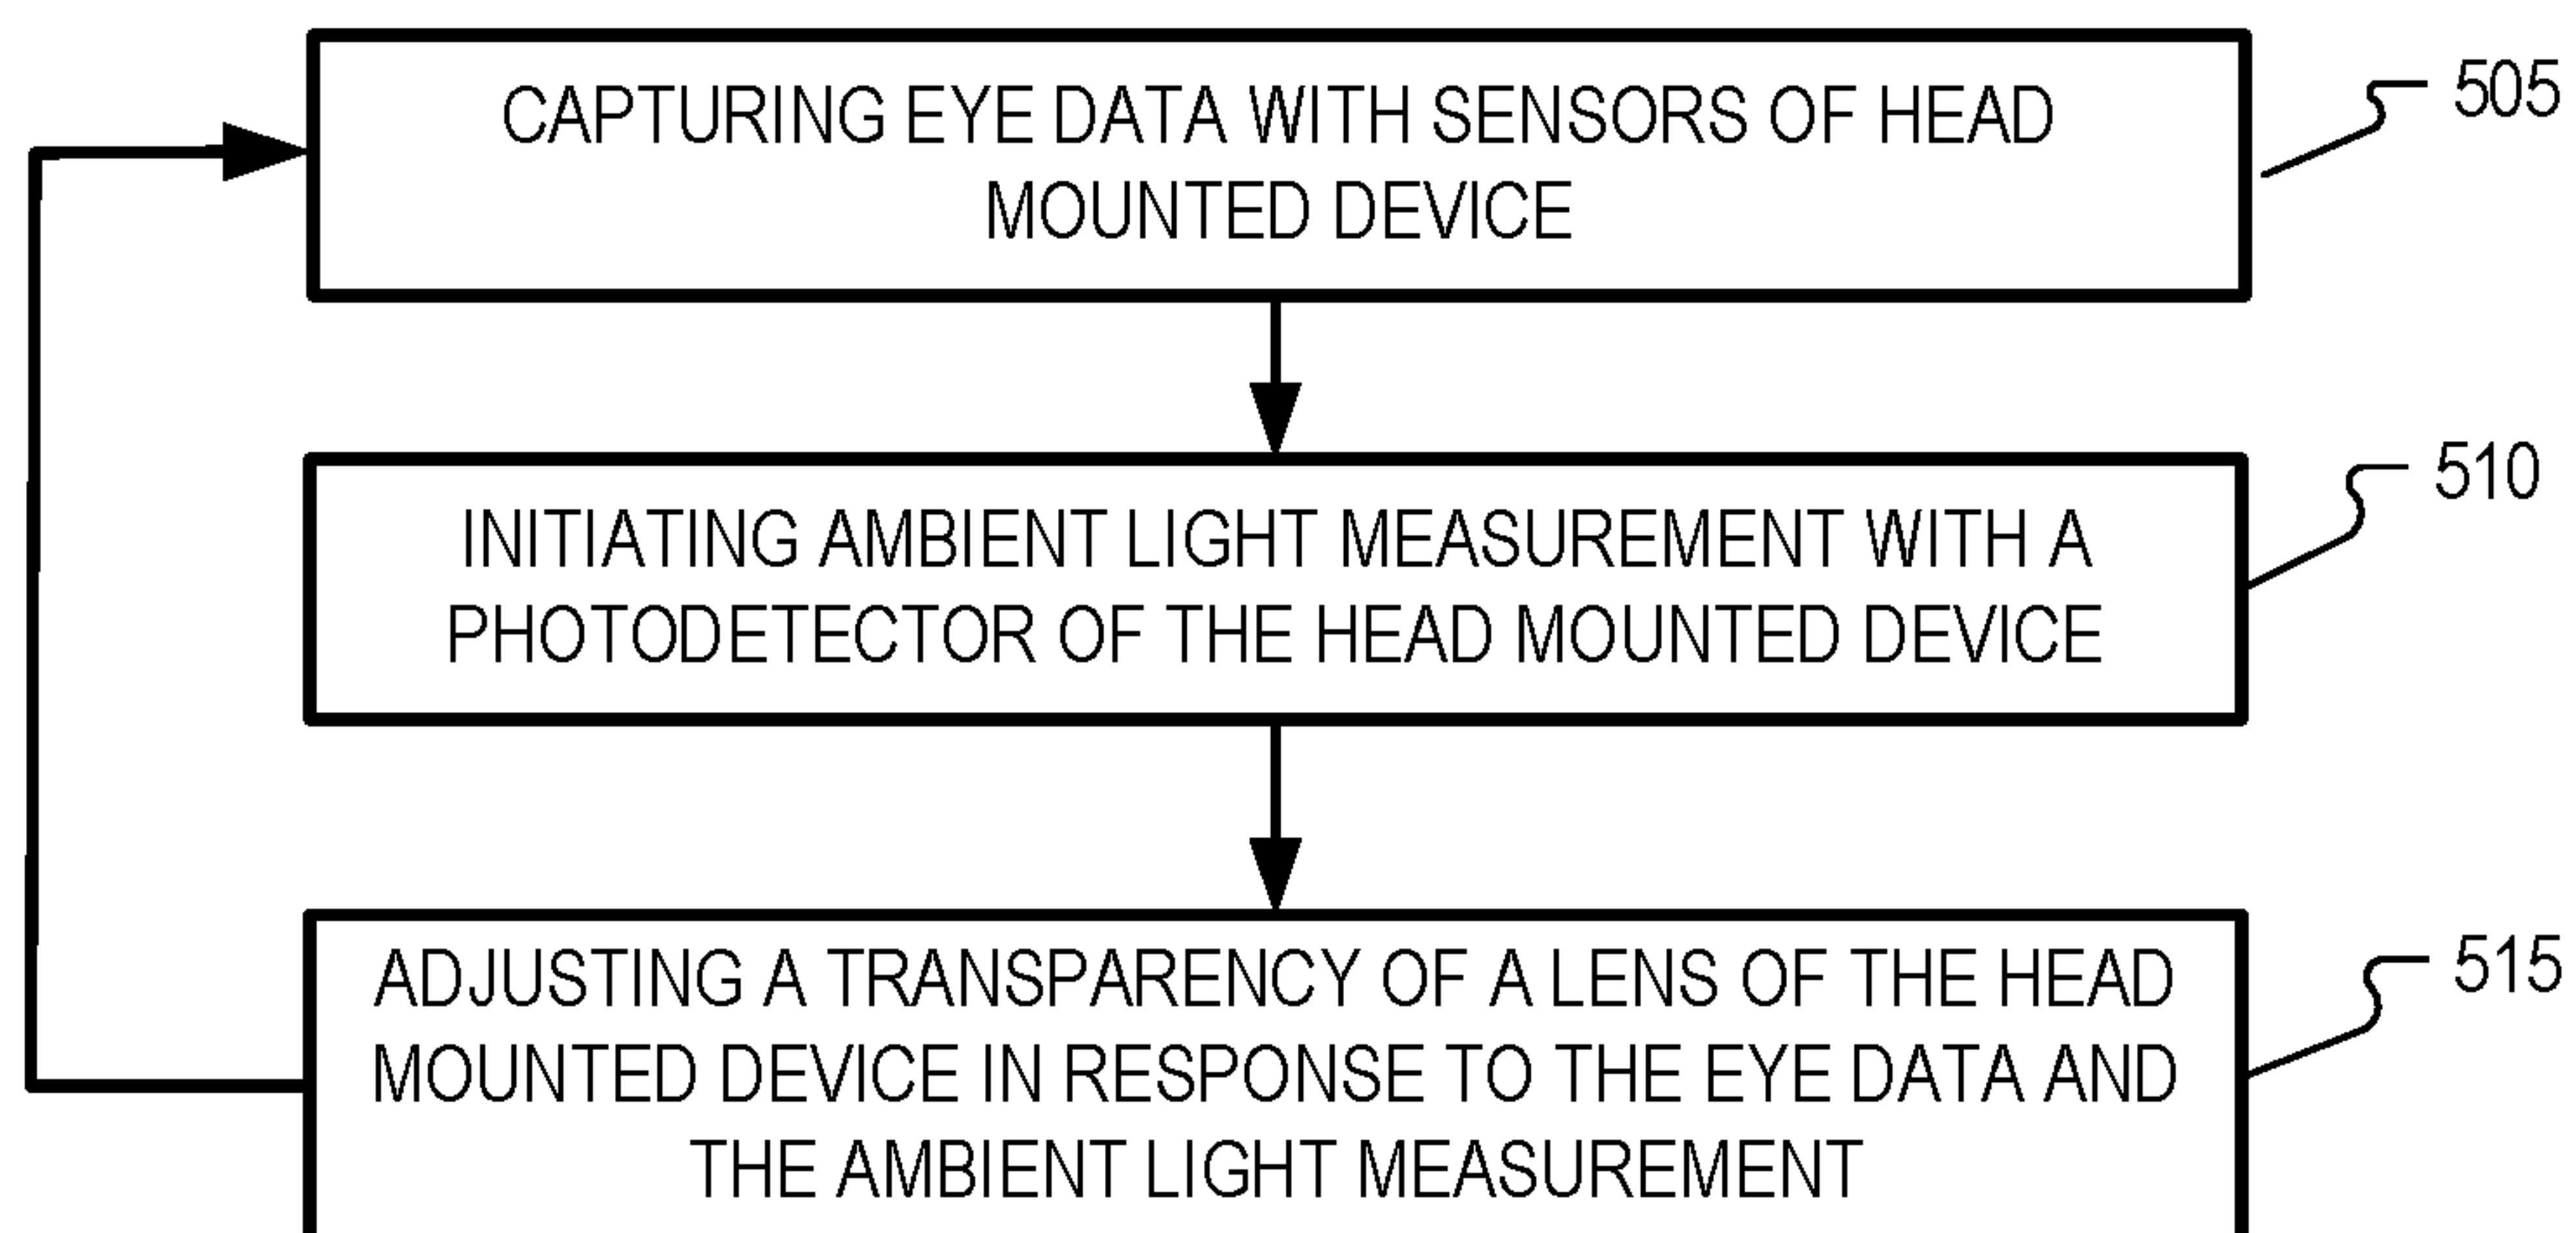 CAPTURING EYE DATA WITH SENSORS OF HEAD
MOUNTED DEVICE
505
INITIATING AMBIENT LIGHT MEASUREMENT WITH A
PHOTODETECTOR OF THE HEAD MOUNTED DEVICE
510
ADJUSTING A TRANSPARENCY OF A LENS OF THE HEAD
MOUNTED DEVICE IN RESPONSE TO THE EYE DATA AND
THE AMBIENT LIGHT MEASUREMENT
515